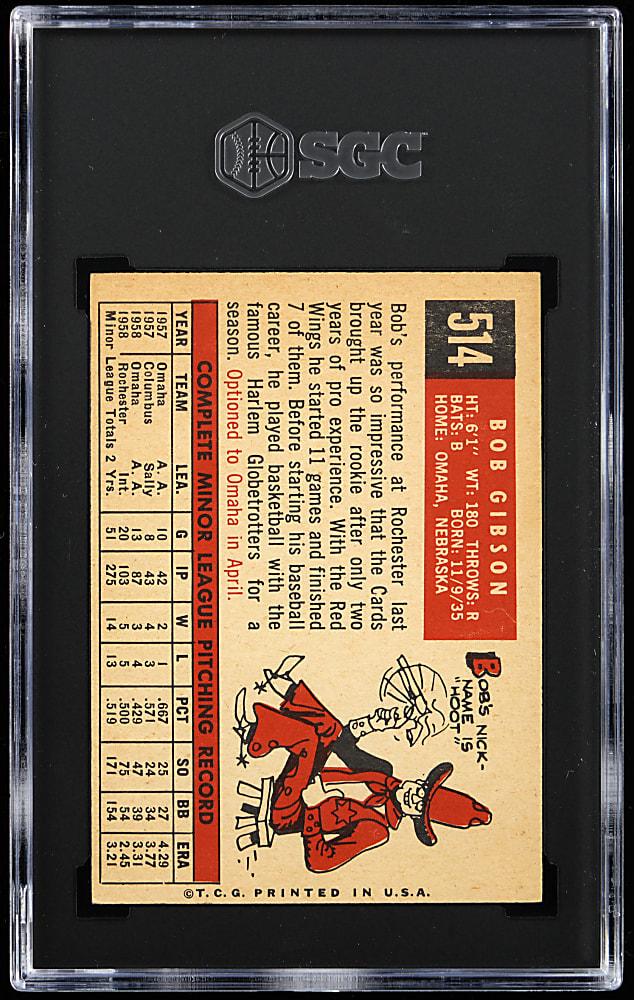 SGC
514
BOB GIBSON
HT: 6'1" WT: 180 THROWS: R
BATS: B BORN: 11/9/35
HOME: OMAHA, NEBRASKA
Bob's performance at Rochester last
year was so impressive that the Cards
brought up the rookie after only two
years of pro experience. With the Red
Wings he started 11 games and finished
7 of them. Before starting his baseball
career, he played basketball with the
famous Harlem Globetrotters for a
season. Optioned to Omaha in April.
BOB'S NICK-
NAME IS
"HOOT"
COMPLETE MINOR LEAGUE PITCHING RECORD
YEAR TEAM LEA. G IP W L PCT SO BB ERA
1957 Omaha A. A. 10 42 2 1 .667 25 27 4.29
1957 Columbus Sally 8 43 4 3 .571 24 34 3.77
1958 Omaha A. A. 13 87 3 4 .429 47 39 3.31
1958 Rochester Int. 20 103 5 5 .500 75 54 2.45
Minor League Totals 2 Yrs. 51 275 14 13 .519 171 154 3.21
©T.C.G. PRINTED IN U.S.A.